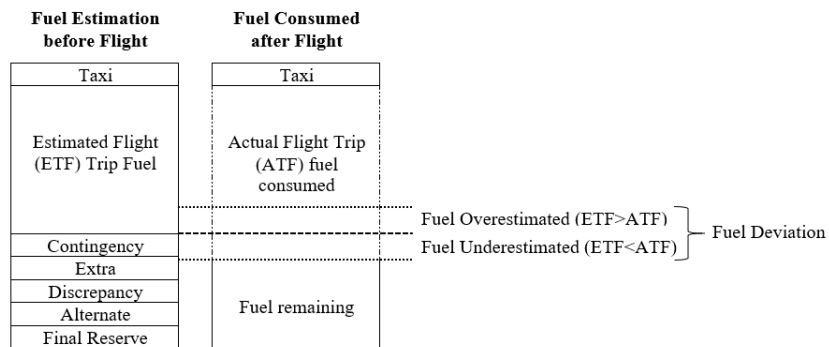 Fuel Estimation
before Flight
Fuel Consumed
after Flight
Taxi
Taxi
Estimated Flight
(ETF) Trip Fuel
Actual Flight Trip
(ATF) fuel
consumed
Fuel Overestimated (ETF>ATF)
Fuel Underestimated (ETF<ATF)
Fuel Deviation
Contingency
Extra
Discrepancy
Alternate
Final Reserve
Fuel remaining